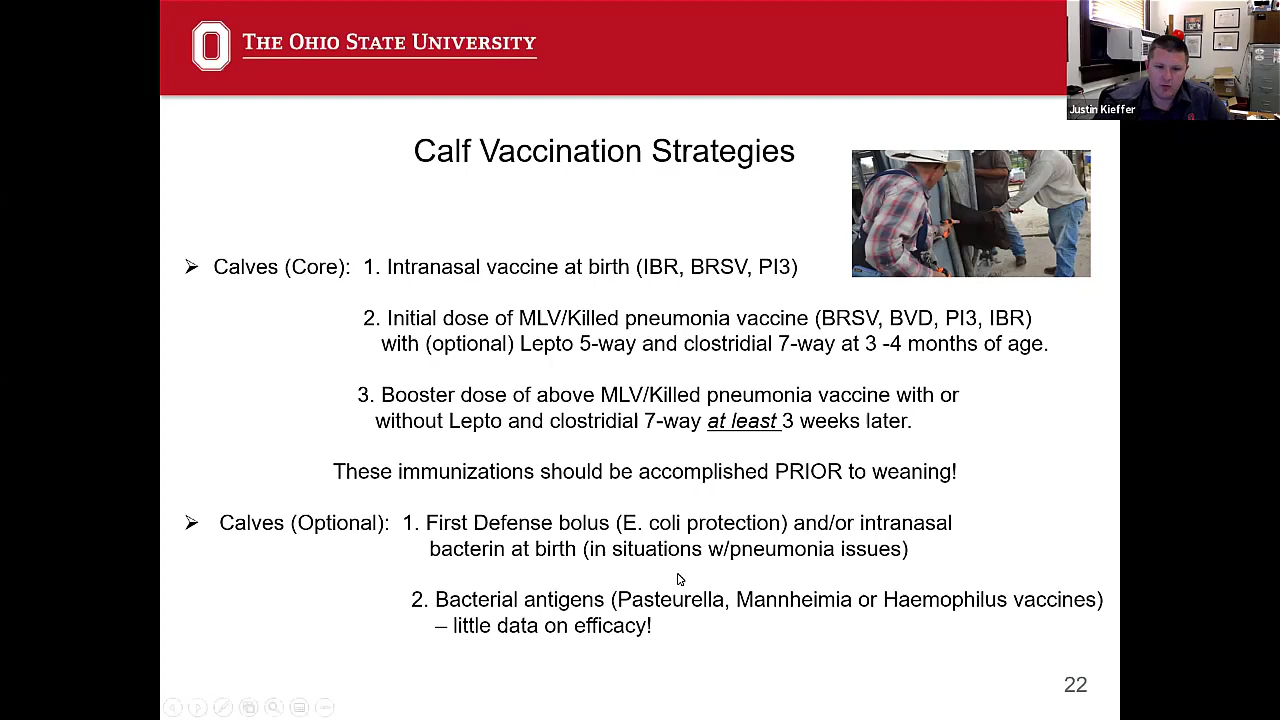 THE OHIO STATE UNIVERSITY
Justin Kieffer
Calf Vaccination Strategies
➢ Calves (Core): 1. Intranasal vaccine at birth (IBR, BRSV, PI3)
2. Initial dose of MLV/Killed pneumonia vaccine (BRSV, BVD, PI3, IBR)
with (optional) Lepto 5-way and clostridial 7-way at 3 -4 months of age.
3. Booster dose of above MLV/Killed pneumonia vaccine with or
without Lepto and clostridial 7-way at least 3 weeks later.
These immunizations should be accomplished PRIOR to weaning!
➢ Calves (Optional): 1. First Defense bolus (E. coli protection) and/or intranasal
bacterin at birth (in situations w/pneumonia issues)
2. Bacterial antigens (Pasteurella, Mannheimia or Haemophilus vaccines)
– little data on efficacy!
22